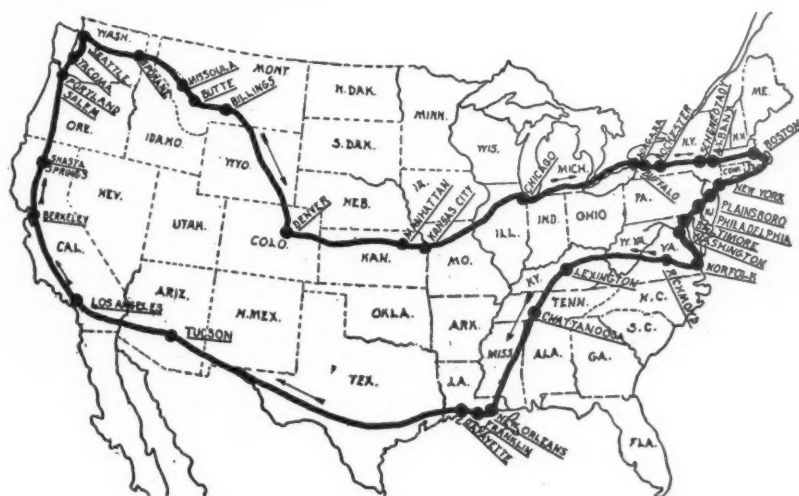 WASH.
SEATTLE
TACOMA
PORTLAND
SALEM
SPOKANE
MISSOULA
BUTTE
BILLINGS
MONT
N.DAK.
S.DAK.
MINN.
WIS.
MICH.
CHICAGO
NIAGARA
BUFFALO
ROCHESTER
N.Y.
SCHENECTADY
ALBANY
N.H.
ME.
BOSTON
CONN.
NEW YORK
PLAINSBORO
PHILADELPHIA
BALTIMORE
WASHINGTON
NORFOLK
RICHMOND
ORE.
IDAHO.
WYO.
NEB.
IA.
ILL.
IND.
OHIO
PA.
W.VA.
VA.
SHASTA
SPRINGS
NEV.
UTAH.
COLO.
DENVER
MANHATTAN
KANSAS CITY
KAN.
MO.
KY.
LEXINGTON
BERKELEY
CAL.
LOS ANGELES
ARIZ.
TUCSON
N.MEX.
OKLA.
ARK.
TENN.
CHATTANOOGA
N.C.
S.C.
TEX.
LA.
MISS.
ALA.
GA.
FLA.
NEW ORLEANS
FRANKLIN
LAFAYETTE